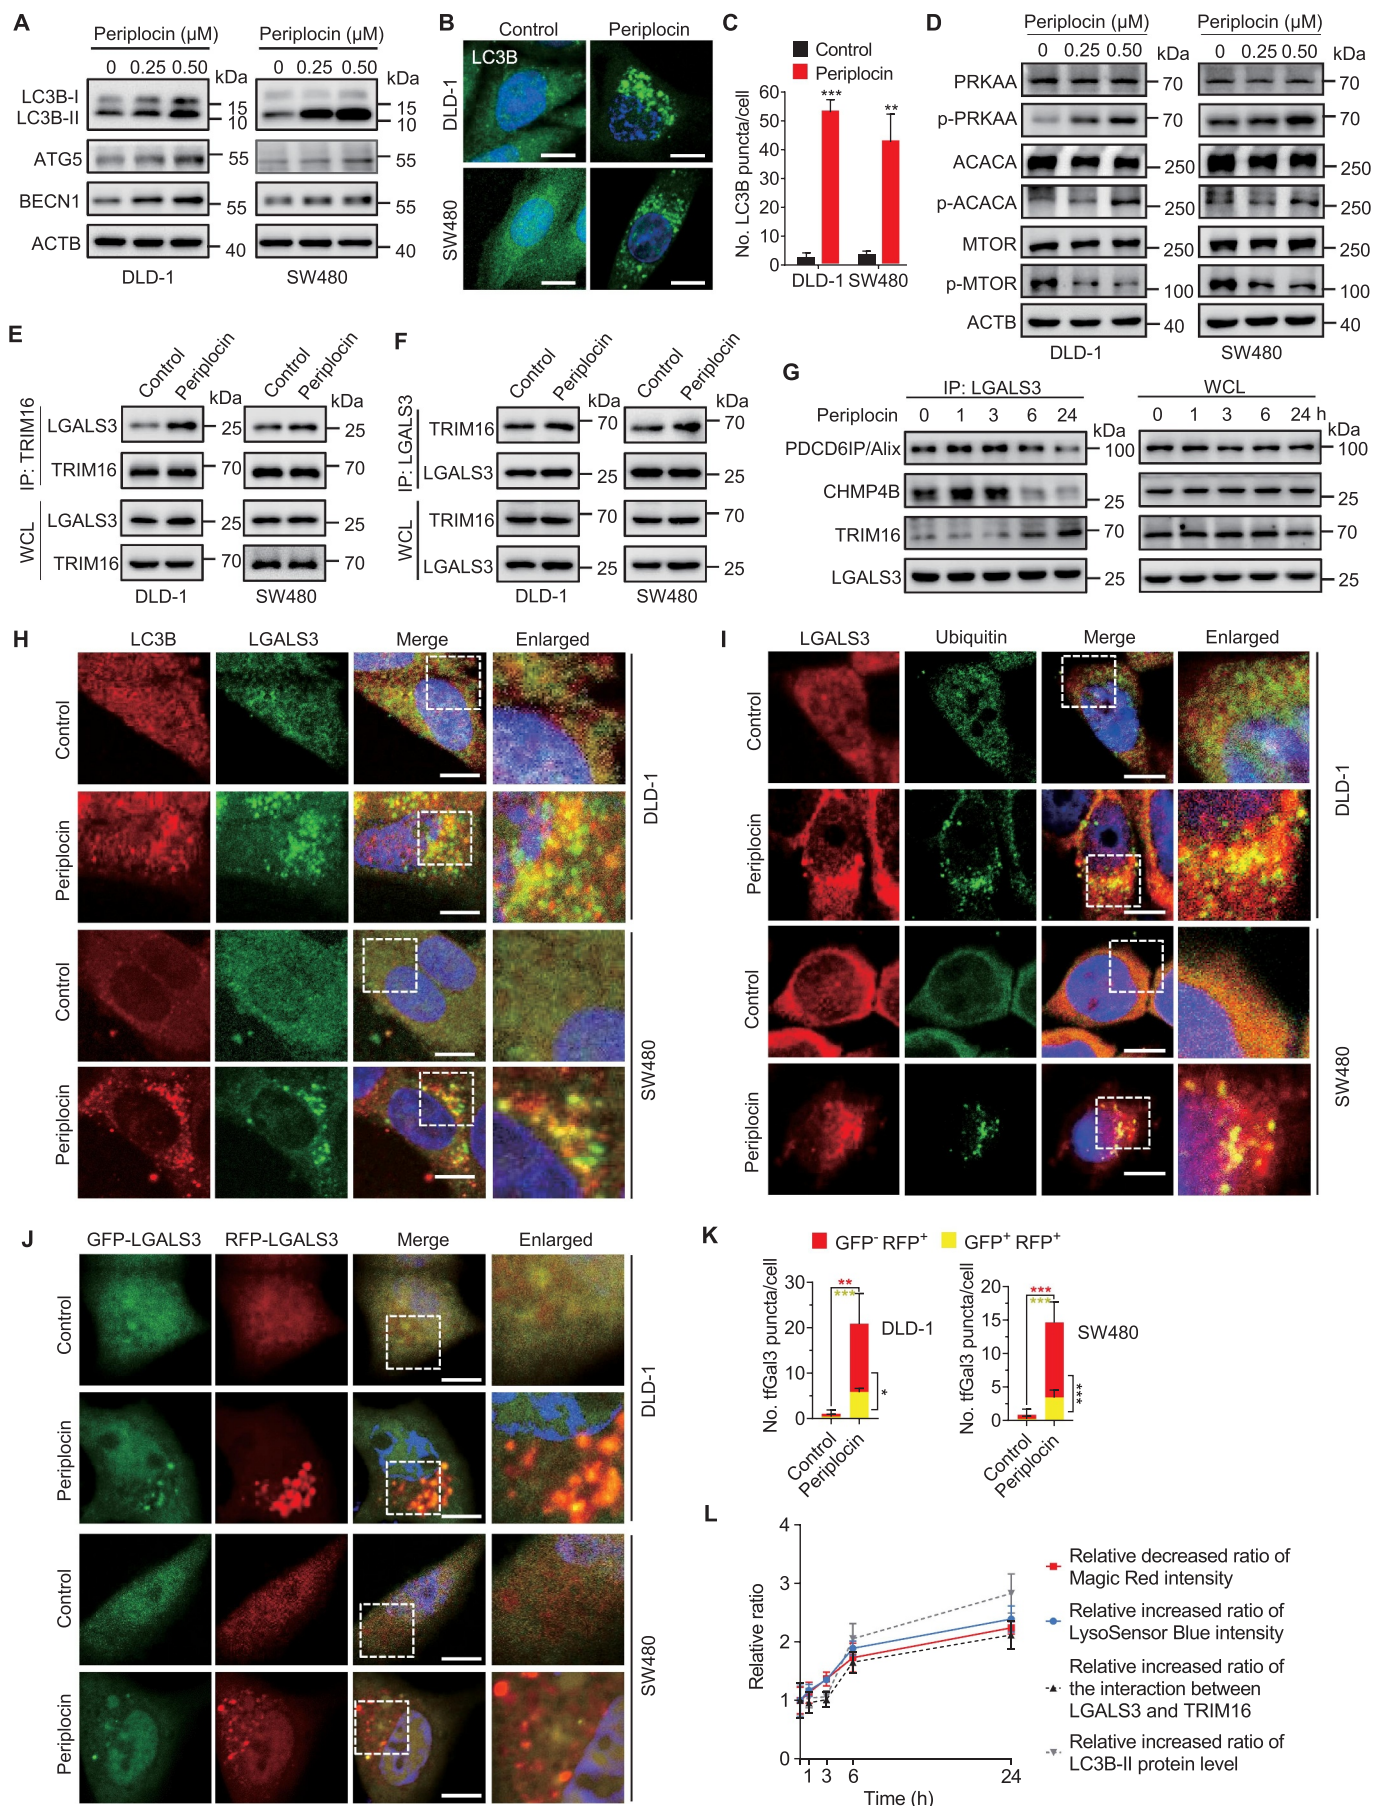 A
Periplocin (µM)
Periplocin (µM)
0 0.25 0.50 kDa
0 0.25 0.50 kDa
LC3B-I
LC3B-II
15
10
15
10
ATG5
55
55
BECN1
55
55
ACTB
40
40
DLD-1
SW480
B
Control
Periplocin
LC3B
DLD-1
SW480
C
Control
Periplocin
No. LC3B puncta/cell
60
50
40
30
20
10
0
***
**
DLD-1 SW480
D
Periplocin (µM)
Periplocin (µM)
0 0.25 0.50 kDa
0 0.25 0.50 kDa
PRKAA
70
70
p-PRKAA
70
70
ACACA
250
250
p-ACACA
250
250
MTOR
250
250
p-MTOR
100
100
ACTB
40
40
DLD-1
SW480
E
Control
Periplocin
kDa
Control
Periplocin
kDa
IP: TRIM16
LGALS3
25
25
TRIM16
70
70
WCL
LGALS3
25
25
TRIM16
70
70
DLD-1
SW480
F
Control
Periplocin
kDa
Control
Periplocin
kDa
IP: LGALS3
TRIM16
70
70
LGALS3
25
25
WCL
TRIM16
70
70
LGALS3
25
25
DLD-1
SW480
G
IP: LGALS3
WCL
Periplocin
0 1 3 6 24
0 1 3 6 24 h
kDa
kDa
PDCD6IP/Alix
100
100
CHMP4B
25
25
TRIM16
70
70
LGALS3
25
25
H
LC3B
LGALS3
Merge
Enlarged
Control
Periplocin
DLD-1
Control
Periplocin
SW480
I
LGALS3
Ubiquitin
Merge
Enlarged
Control
Periplocin
DLD-1
Control
Periplocin
SW480
J
GFP-LGALS3
RFP-LGALS3
Merge
Enlarged
Control
Periplocin
DLD-1
Control
Periplocin
SW480
K
GFP- RFP+
GFP+ RFP+
No. tfGal3 puncta/cell
30
20
10
0
**
***
*
DLD-1
Control
Periplocin
No. tfGal3 puncta/cell
20
15
10
5
0
***
***
***
SW480
Control
Periplocin
L
Relative ratio
4
3
2
1
0
1 3 6 24
Time (h)
Relative decreased ratio of
Magic Red intensity
Relative increased ratio of
LysoSensor Blue intensity
Relative increased ratio of
the interaction between
LGALS3 and TRIM16
Relative increased ratio of
LC3B-II protein level